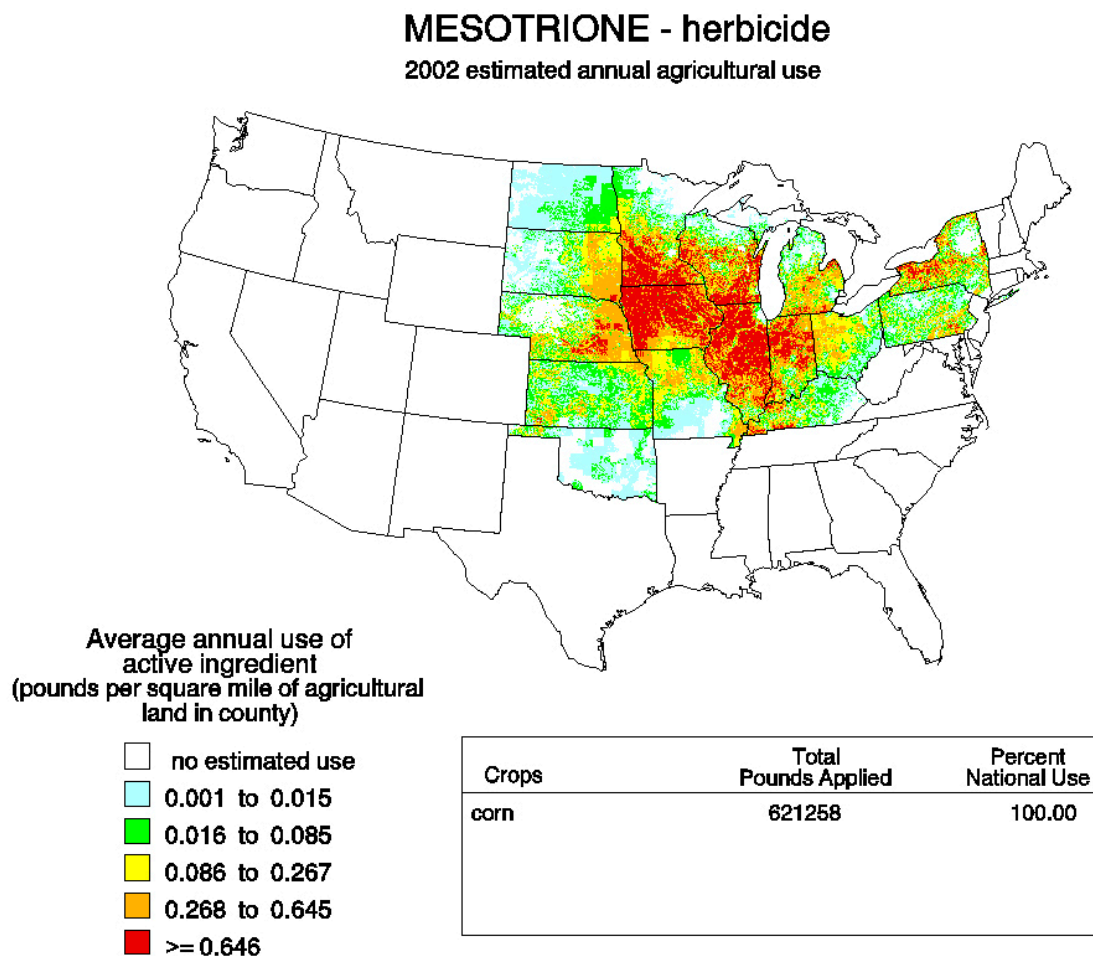 MESOTRIONE - herbicide
2002 estimated annual agricultural use
Average annual use of
active ingredient
(pounds per square mile of agricultural
land in county)
no estimated use
0.001 to 0.015
0.016 to 0.085
0.086 to 0.267
0.268 to 0.645
>= 0.646
Crops Total Pounds Applied Percent National Use
corn 621258 100.00